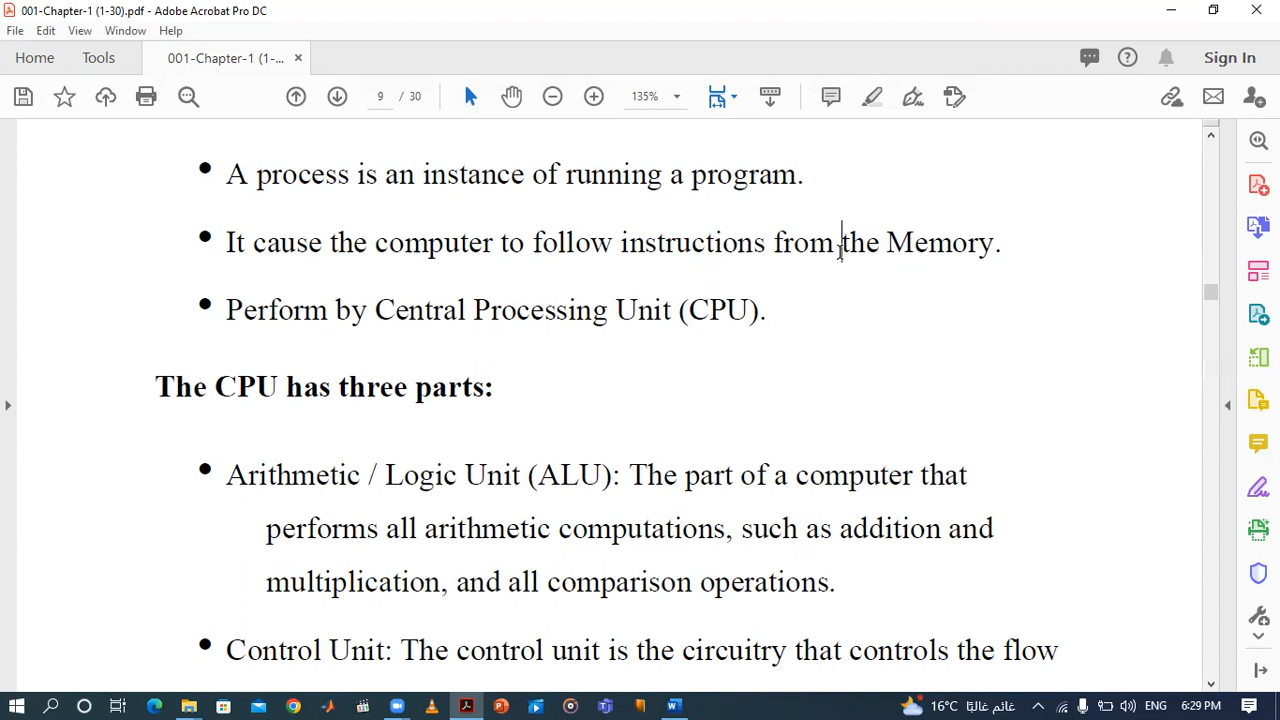 001-Chapter-1 (1-30).pdf - Adobe Acrobat Pro DC
File Edit View Window Help
Home Tools 001-Chapter-1 (1-... × Sign In
9 / 30 135%
• A process is an instance of running a program.
• It cause the computer to follow instructions from the Memory.
• Perform by Central Processing Unit (CPU).
The CPU has three parts:
• Arithmetic / Logic Unit (ALU): The part of a computer that
performs all arithmetic computations, such as addition and
multiplication, and all comparison operations.
• Control Unit: The control unit is the circuitry that controls the flow
16°C غائم غالبًا ENG 6:29 PM